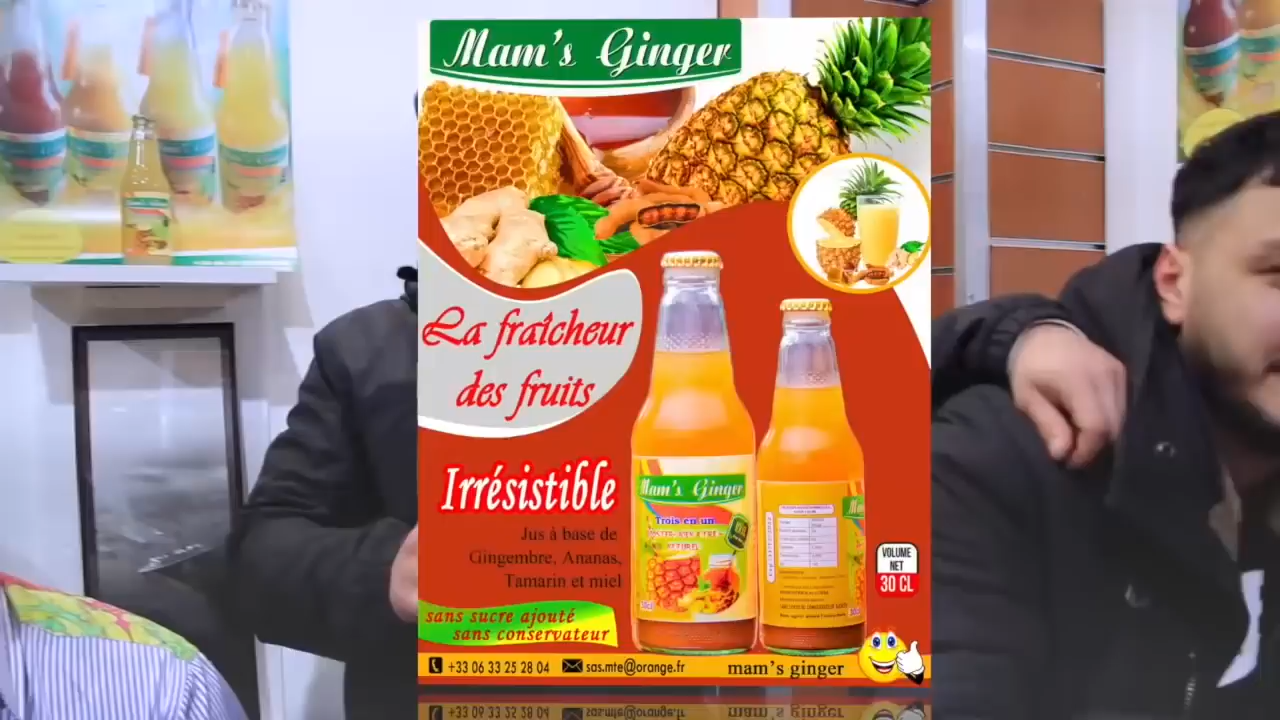 Mam's Ginger
La fraîcheur
des fruits
Irrésistible
Jus à base de
Gingembre, Ananas,
Tamarin et miel
sans sucre ajouté
sans conservateur
Mam's Ginger
Trois en un
VOLUME
NET
30 CL
+33 06 33 25 28 04 sas.mte@orange.fr mam's ginger